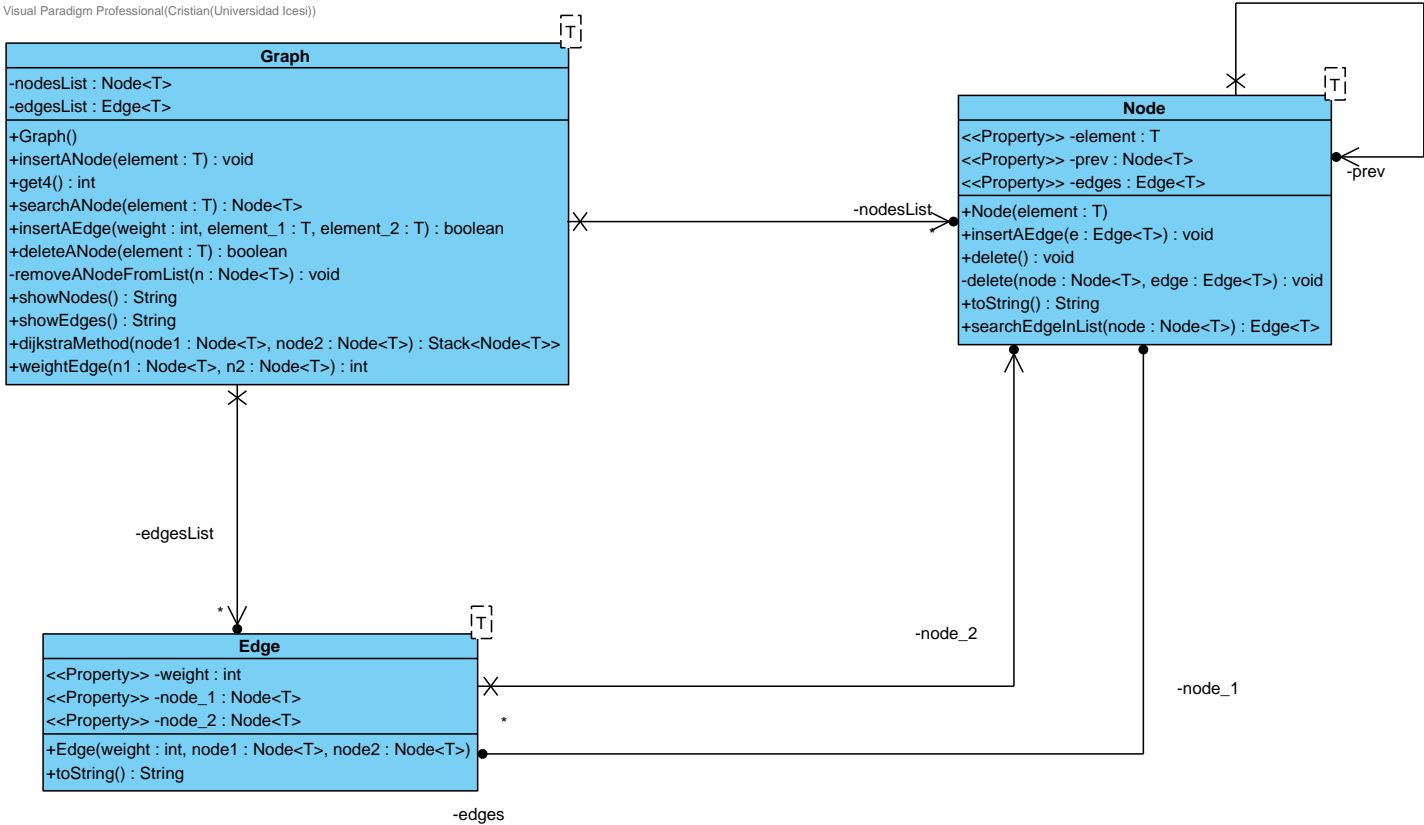 Visual Paradigm Professional(Cristian(Universidad Icesi))
T
Graph
-nodesList : Node<T>
-edgesList : Edge<T>
+Graph()
+insertANode(element : T) : void
+get4() : int
+searchANode(element : T) : Node<T>
+insertAEdge(weight : int, element_1 : T, element_2 : T) : boolean
+deleteANode(element : T) : boolean
-removeANodeFromList(n : Node<T>) : void
+showNodes() : String
+showEdges() : String
+dijkstraMethod(node1 : Node<T>, node2 : Node<T>) : Stack<Node<T>>
+weightEdge(n1 : Node<T>, n2 : Node<T>) : int
T
Node
<<Property>> -element : T
<<Property>> -prev : Node<T>
<<Property>> -edges : Edge<T>
+Node(element : T)
+insertAEdge(e : Edge<T>) : void
+delete() : void
-delete(node : Node<T>, edge : Edge<T>) : void
+toString() : String
+searchEdgeInList(node : Node<T>) : Edge<T>
-prev
-nodesList
*
-edgesList
*
T
Edge
<<Property>> -weight : int
<<Property>> -node_1 : Node<T>
<<Property>> -node_2 : Node<T>
+Edge(weight : int, node1 : Node<T>, node2 : Node<T>)
+toString() : String
-node_2
-node_1
*
-edges